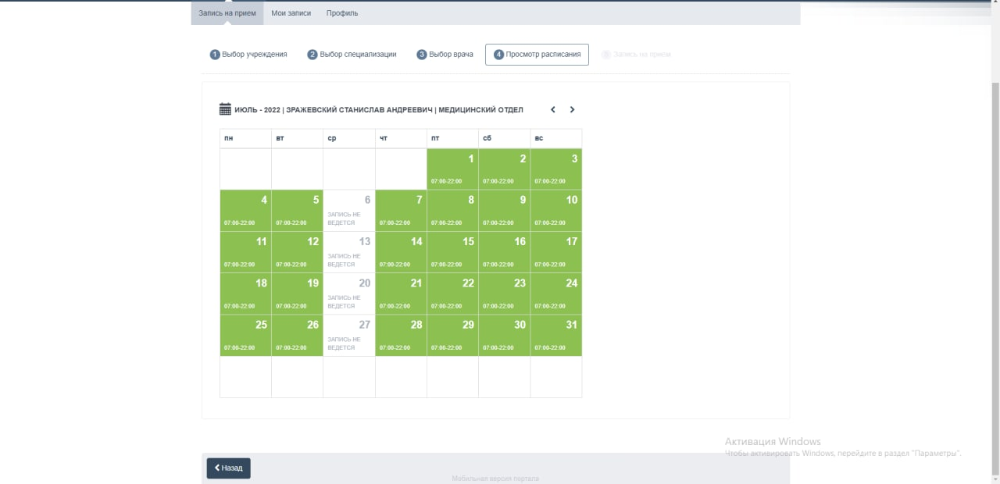 Запись на прием Мои записи Профиль
1 Выбор учреждения 2 Выбор специализации 3 Выбор врача 4 Просмотр расписания 5 Запись на прием
ИЮЛЬ - 2022 | ЗРАЖЕВСКИЙ СТАНИСЛАВ АНДРЕЕВИЧ | МЕДИЦИНСКИЙ ОТДЕЛ
пн вт ср чт пт сб вс
1 2 3
07:00-22:00 07:00-22:00 07:00-22:00
4 5 6 7 8 9 10
ЗАПИСЬ НЕ
07:00-22:00 07:00-22:00 ВЕДЕТСЯ 07:00-22:00 07:00-22:00 07:00-22:00 07:00-22:00
11 12 13 14 15 16 17
ЗАПИСЬ НЕ
07:00-22:00 07:00-22:00 ВЕДЕТСЯ 07:00-22:00 07:00-22:00 07:00-22:00 07:00-22:00
18 19 20 21 22 23 24
ЗАПИСЬ НЕ
07:00-22:00 07:00-22:00 ВЕДЕТСЯ 07:00-22:00 07:00-22:00 07:00-22:00 07:00-22:00
25 26 27 28 29 30 31
ЗАПИСЬ НЕ
07:00-22:00 07:00-22:00 ВЕДЕТСЯ 07:00-22:00 07:00-22:00 07:00-22:00 07:00-22:00
Активация Windows
Чтобы активировать Windows, перейдите в раздел "Параметры".
Назад
Мобильная версия портала